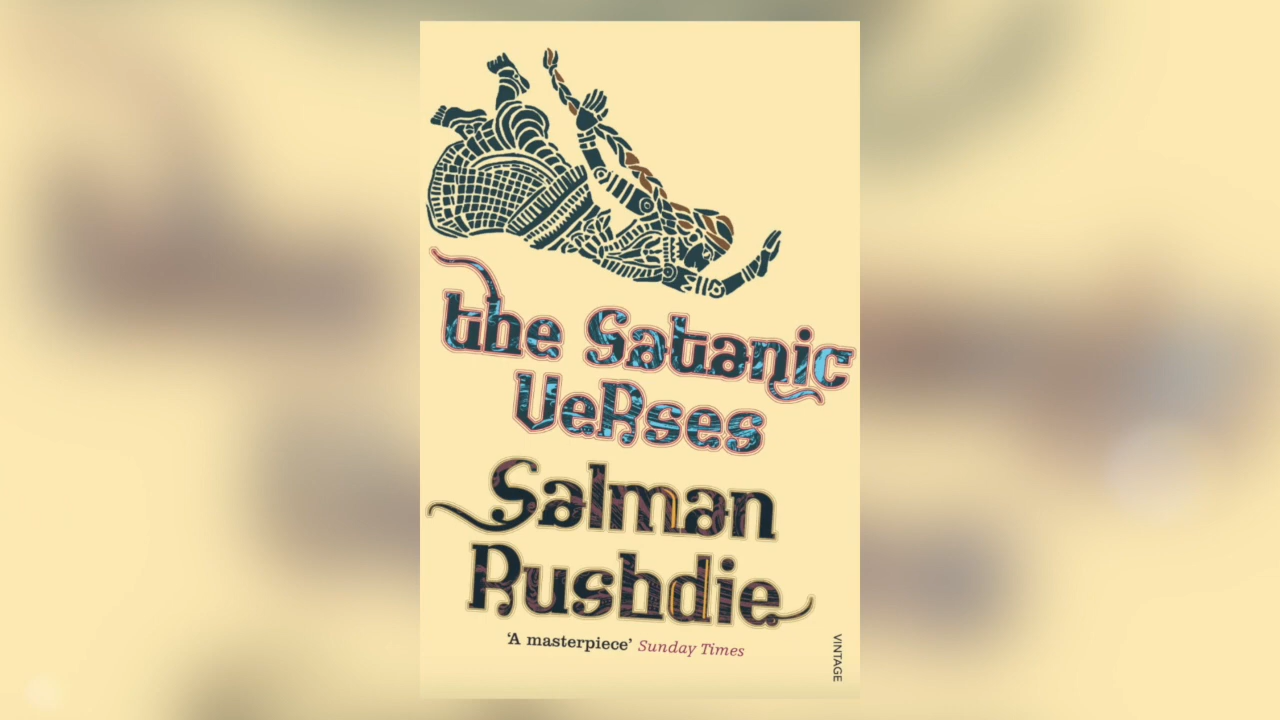 the Satanic
VeRses
Salman
Rushdie
‘A masterpiece’ Sunday Times
VINTAGE